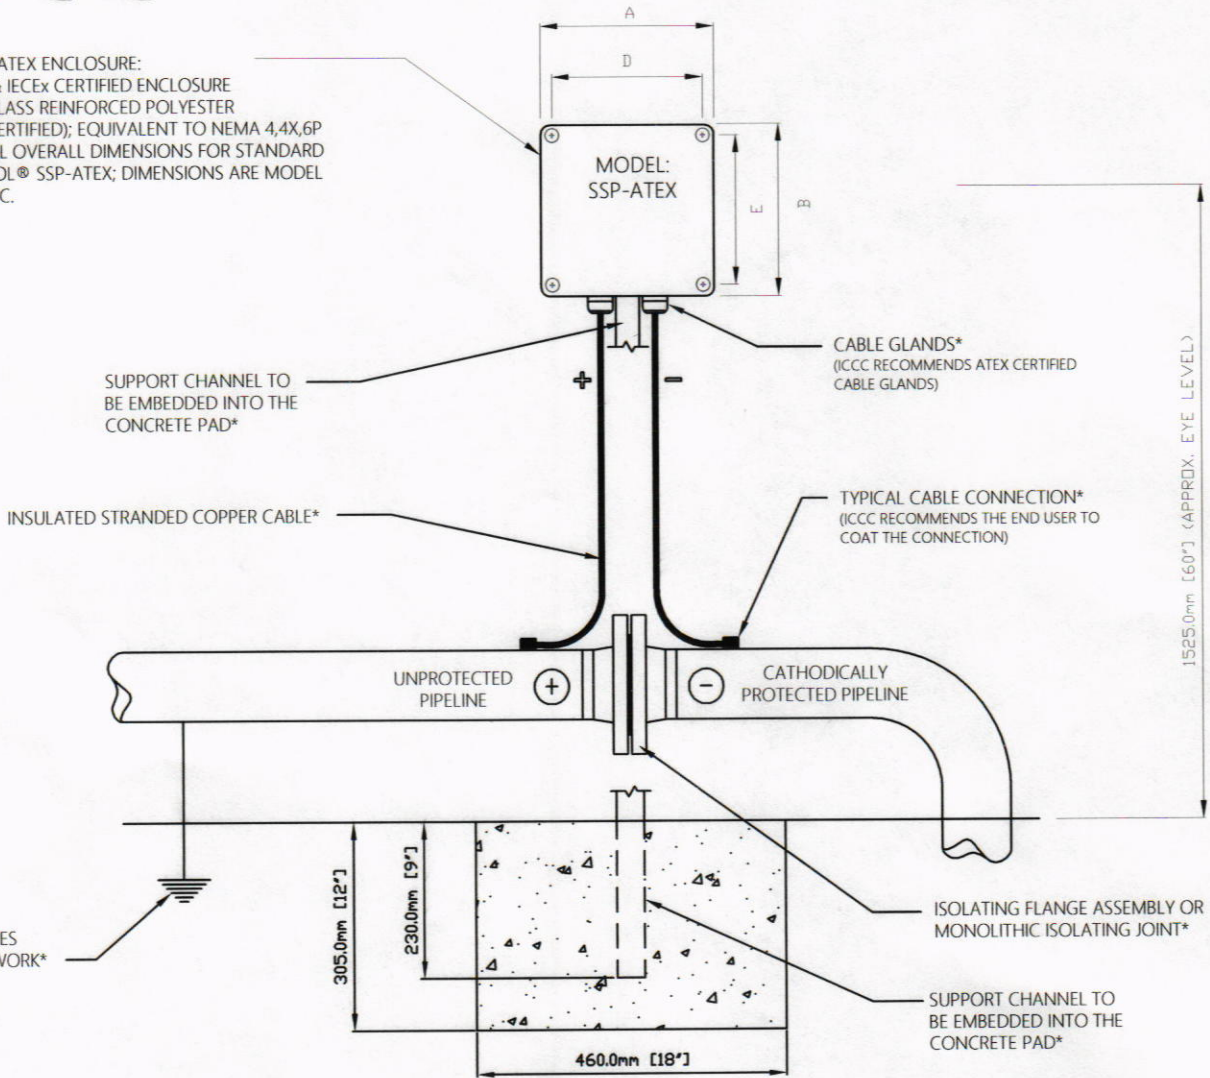 A
D
ATEX ENCLOSURE:
IECEx CERTIFIED ENCLOSURE
LASS REINFORCED POLYESTER
ERTIFIED); EQUIVALENT TO NEMA 4,4X,6P
L OVERALL DIMENSIONS FOR STANDARD
OL® SSP-ATEX; DIMENSIONS ARE MODEL
C.
MODEL:
SSP-ATEX
E
B
CABLE GLANDS*
(ICCC RECOMMENDS ATEX CERTIFIED
CABLE GLANDS)
SUPPORT CHANNEL TO
BE EMBEDDED INTO THE
CONCRETE PAD*
+
-
1525.0mm [60"] (APPROX. EYE LEVEL)
TYPICAL CABLE CONNECTION*
(ICCC RECOMMENDS THE END USER TO
COAT THE CONNECTION)
INSULATED STRANDED COPPER CABLE*
UNPROTECTED
PIPELINE
+
-
CATHODICALLY
PROTECTED PIPELINE
305.0mm [12"]
230.0mm [9"]
ES
WORK*
ISOLATING FLANGE ASSEMBLY OR
MONOLITHIC ISOLATING JOINT*
SUPPORT CHANNEL TO
BE EMBEDDED INTO THE
CONCRETE PAD*
460.0mm [18"]